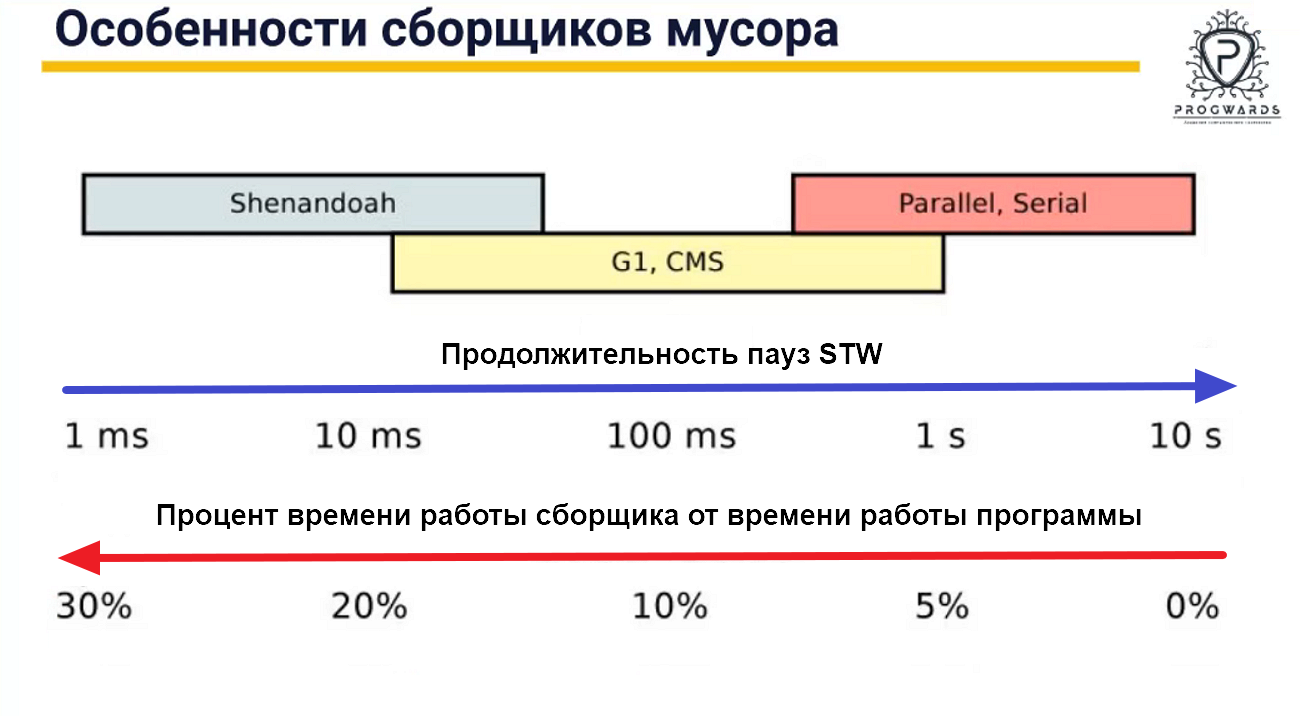 Особенности сборщиков мусора
PROGWARDS
Shenandoah
Parallel, Serial
G1, CMS
Продолжительность пауз STW
1 ms 10 ms 100 ms 1 s 10 s
Процент времени работы сборщика от времени работы программы
30% 20% 10% 5% 0%